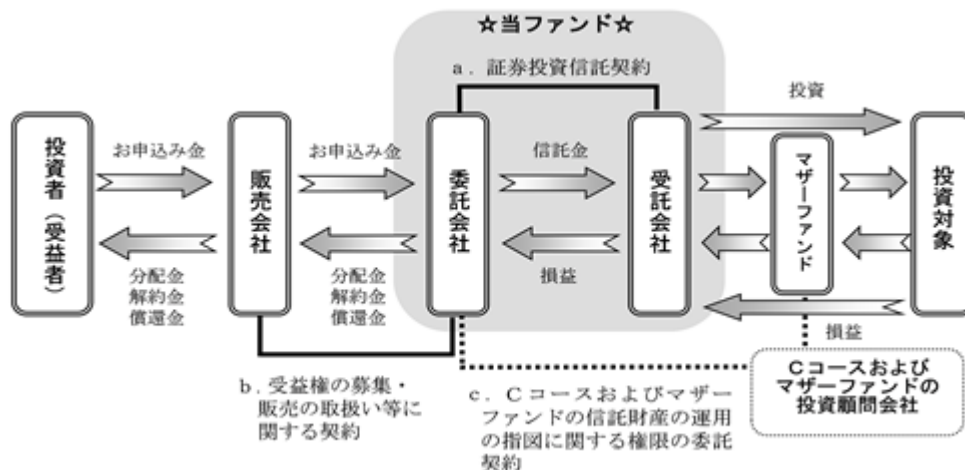 ☆当ファンド☆
a．証券投資信託契約
投資者（受益者）
お申込み金
分配金
解約金
償還金
販売会社
お申込み金
分配金
解約金
償還金
委託会社
信託金
損益
受託会社
投資
マザーファンド
損益
投資対象
b．受益権の募集・
販売の取扱い等に
関する契約
c．Cコースおよびマザー
ファンドの信託財産の運用
の指図に関する権限の委託
契約
Cコースおよび
マザーファンドの
投資顧問会社